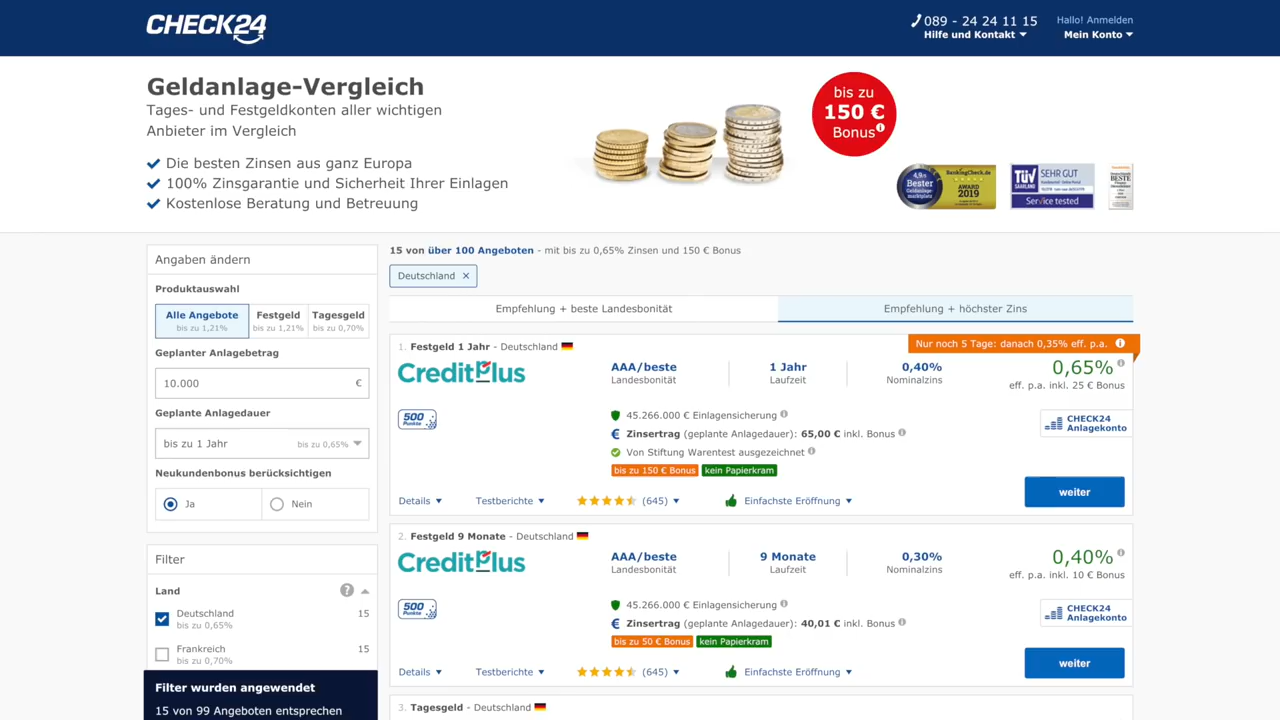 CHECK24
089 - 24 24 11 15
Hilfe und Kontakt
Hallo! Anmelden
Mein Konto
Geldanlage-Vergleich
Tages- und Festgeldkonten aller wichtigen
Anbieter im Vergleich
Die besten Zinsen aus ganz Europa
100% Zinsgarantie und Sicherheit Ihrer Einlagen
Kostenlose Beratung und Betreuung
bis zu
150 €
Bonus
BankingCheck.de
4,9/5
Bester
AWARD
2019
TÜV
SAARLAND
SEHR GUT
Service tested
BESTE
Angaben ändern
Produktauswahl
Alle Angebote
bis zu 1,21%
Festgeld
bis zu 1,21%
Tagesgeld
bis zu 0,70%
Geplanter Anlagebetrag
10.000 €
Geplante Anlagedauer
bis zu 1 Jahr bis zu 0,65%
Neukundenbonus berücksichtigen
Ja Nein
Filter
Land ?
Deutschland 15
bis zu 0,65%
Frankreich 15
bis zu 0,70%
Filter wurden angewendet
15 von 99 Angeboten entsprechen
15 von über 100 Angeboten - mit bis zu 0,65% Zinsen und 150 € Bonus
Deutschland ×
Empfehlung + beste Landesbonität
Empfehlung + höchster Zins
1. Festgeld 1 Jahr - Deutschland
Nur noch 5 Tage: danach 0,35% eff. p.a.
CreditPlus
AAA/beste
Landesbonität
1 Jahr
Laufzeit
0,40%
Nominalzins
0,65%
eff. p.a. inkl. 25 € Bonus
500
Punkte
45.266.000 € Einlagensicherung
€ Zinsertrag (geplante Anlagedauer): 65,00 € inkl. Bonus
Von Stiftung Warentest ausgezeichnet
bis zu 150 € Bonus kein Papierkram
CHECK24
Anlagekonto
Details Testberichte (645) Einfachste Eröffnung
weiter
2. Festgeld 9 Monate - Deutschland
CreditPlus
AAA/beste
Landesbonität
9 Monate
Laufzeit
0,30%
Nominalzins
0,40%
eff. p.a. inkl. 10 € Bonus
500
Punkte
45.266.000 € Einlagensicherung
€ Zinsertrag (geplante Anlagedauer): 40,01 € inkl. Bonus
bis zu 50 € Bonus kein Papierkram
CHECK24
Anlagekonto
Details Testberichte (645) Einfachste Eröffnung
weiter
3. Tagesgeld - Deutschland